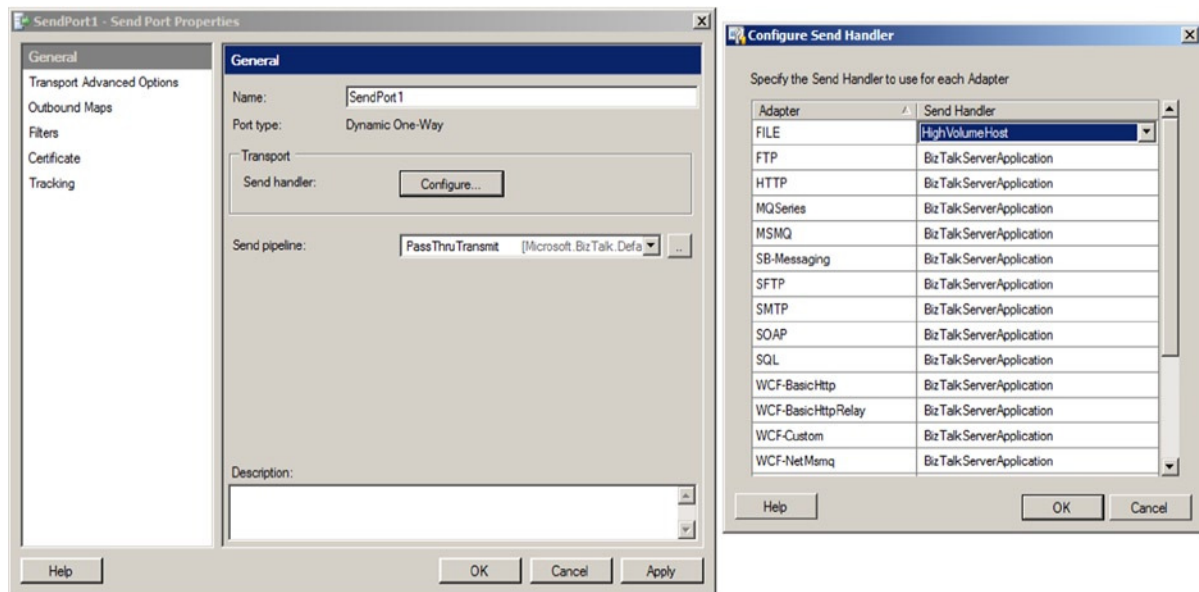 SendPort1 - Send Port Properties
General
Transport Advanced Options
Outbound Maps
Filters
Certificate
Tracking
General
Name: SendPort1
Port type: Dynamic One-Way
Transport
Send handler: Configure...
Send pipeline: PassThruTransmit [Microsoft.BizTalk.Defa ..
Description:
Help OK Cancel Apply
Configure Send Handler
Specify the Send Handler to use for each Adapter
Adapter Send Handler
FILE HighVolumeHost
FTP BizTalkServerApplication
HTTP BizTalkServerApplication
MQSeries BizTalkServerApplication
MSMQ BizTalkServerApplication
SB-Messaging BizTalkServerApplication
SFTP BizTalkServerApplication
SMTP BizTalkServerApplication
SOAP BizTalkServerApplication
SQL BizTalkServerApplication
WCF-BasicHttp BizTalkServerApplication
WCF-BasicHttpRelay BizTalkServerApplication
WCF-Custom BizTalkServerApplication
WCF-NetMsmq BizTalkServerApplication
Help OK Cancel